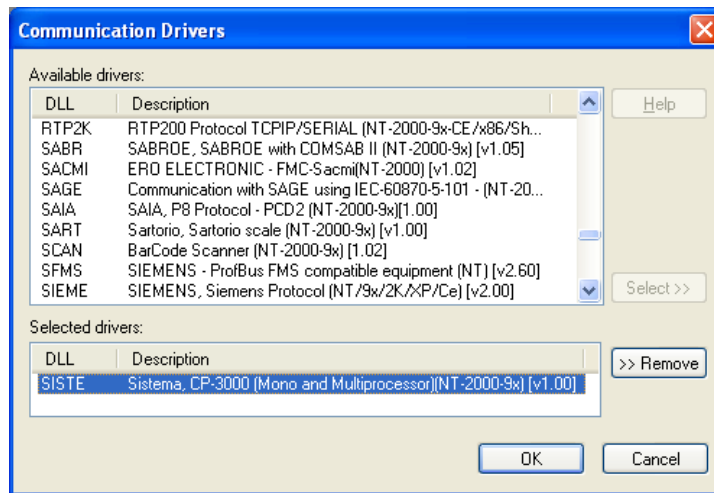 Communication Drivers
Available drivers:
DLL Description
RTP2K RTP200 Protocol TCPIP/SERIAL (NT-2000-9x-CE/x86/Sh...
SABR SABROE, SABROE with COMSAB II (NT-2000-9x) [v1.05]
SACMI ERO ELECTRONIC - FMC-Sacmi(NT-2000) [v1.02]
SAGE Communication with SAGE using IEC-60870-5-101 - (NT-20...
SAIA SAIA, P8 Protocol - PCD2 (NT-2000-9x)[1.00]
SART Sartorio, Sartorio scale (NT-2000-9x) [v1.00]
SCAN BarCode Scanner (NT-2000-9x) [1.02]
SFMS SIEMENS - ProfBus FMS compatible equipment (NT) [v2.60]
SIEME SIEMENS, Siemens Protocol (NT/9x/2K/XP/Ce) [v2.00]
Help
Select >>
Selected drivers:
DLL Description
SISTE Sistema, CP-3000 (Mono and Multiprocessor)(NT-2000-9x) [v1.00]
>> Remove
OK Cancel